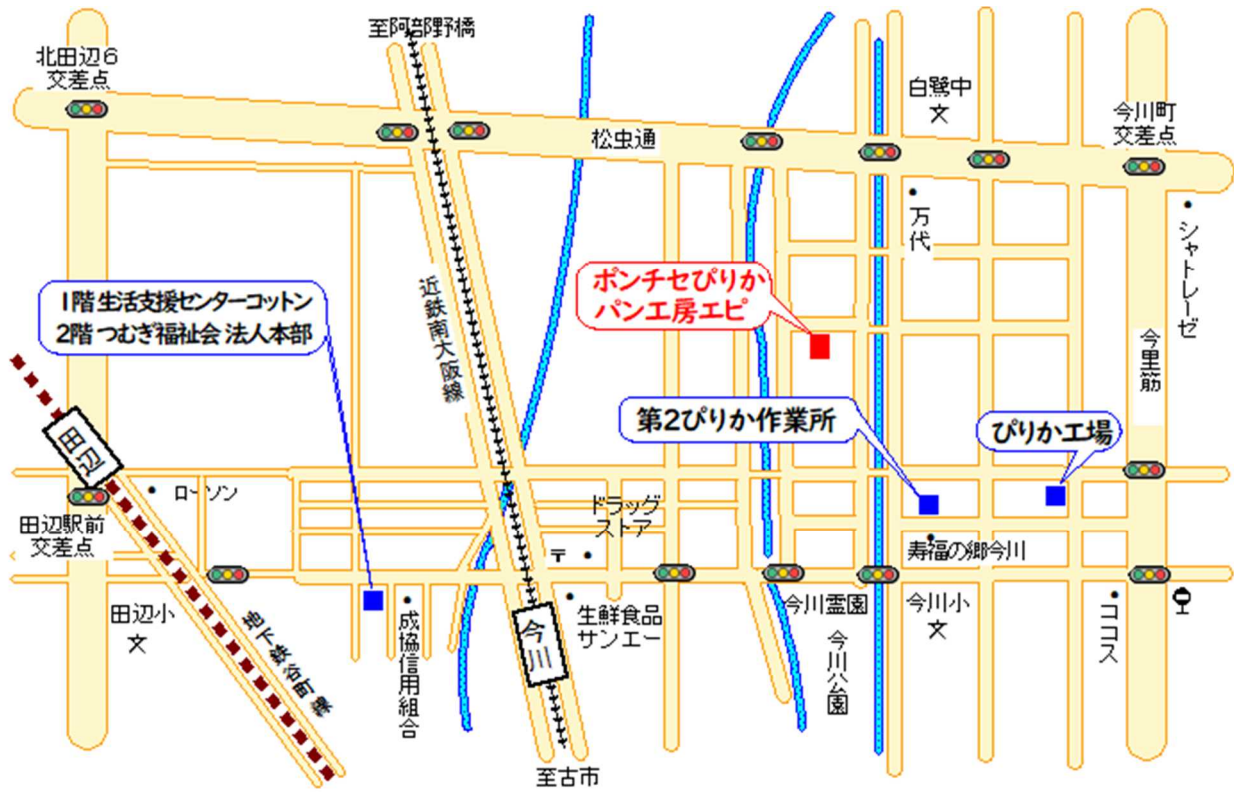 至阿部野橋
北田辺6
交差点
松虫通
白鷺中
文
今川町
交差点
万代
シャトレーゼ
近鉄南大阪線
1階 生活支援センターコットン
2階 つむぎ福祉会 法人本部
ポンチセぴりか
パン工房エピ
今里筋
第2ぴりか作業所
ぴりか工場
田辺
ローソン
田辺駅前
交差点
ドラッグ
ストア
〒
寿福の郷今川
田辺小
文
地下鉄谷町線
成協信用組合
今川
生鮮食品
サンエー
今川霊園
今川公園
今川小
文
ココス
至古市